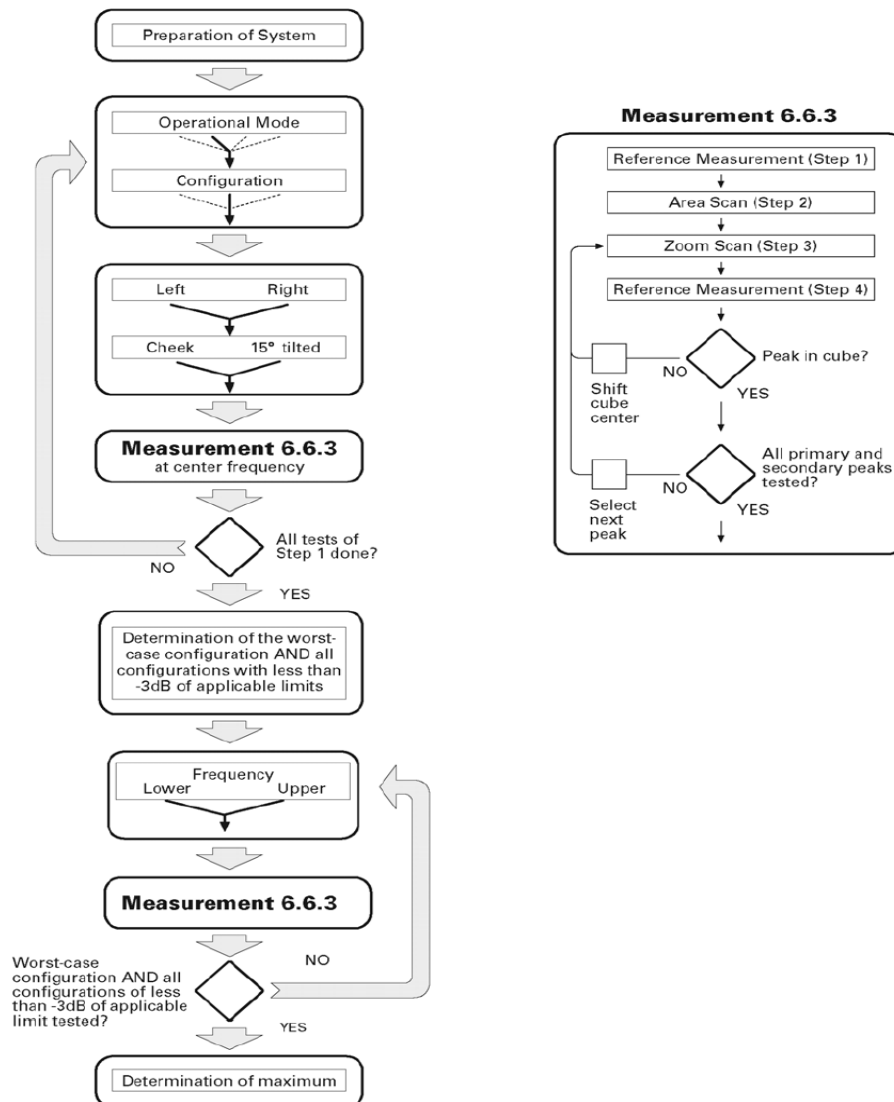 Preparation of System
Operational Mode
Configuration
Left Right
Cheek 15° tilted
Measurement 6.6.3
at center frequency
All tests of
Step 1 done?
NO
YES
Determination of the worst-
case configuration AND all
configurations with less than
-3dB of applicable limits
Frequency
Lower Upper
Measurement 6.6.3
Worst-case
configuration AND all
configurations of less
than -3dB of applicable
limit tested?
NO
YES
Determination of maximum
Measurement 6.6.3
Reference Measurement (Step 1)
Area Scan (Step 2)
Zoom Scan (Step 3)
Reference Measurement (Step 4)
Peak in cube?
NO
Shift
cube
center
YES
All primary and
secondary peaks
tested?
NO
Select
next
peak
YES